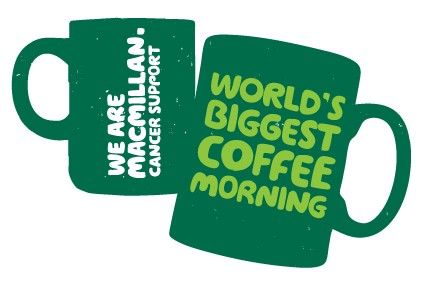 WE ARE
MACMILLAN.
CANCER SUPPORT
WORLD'S
BIGGEST
COFFEE
MORNING